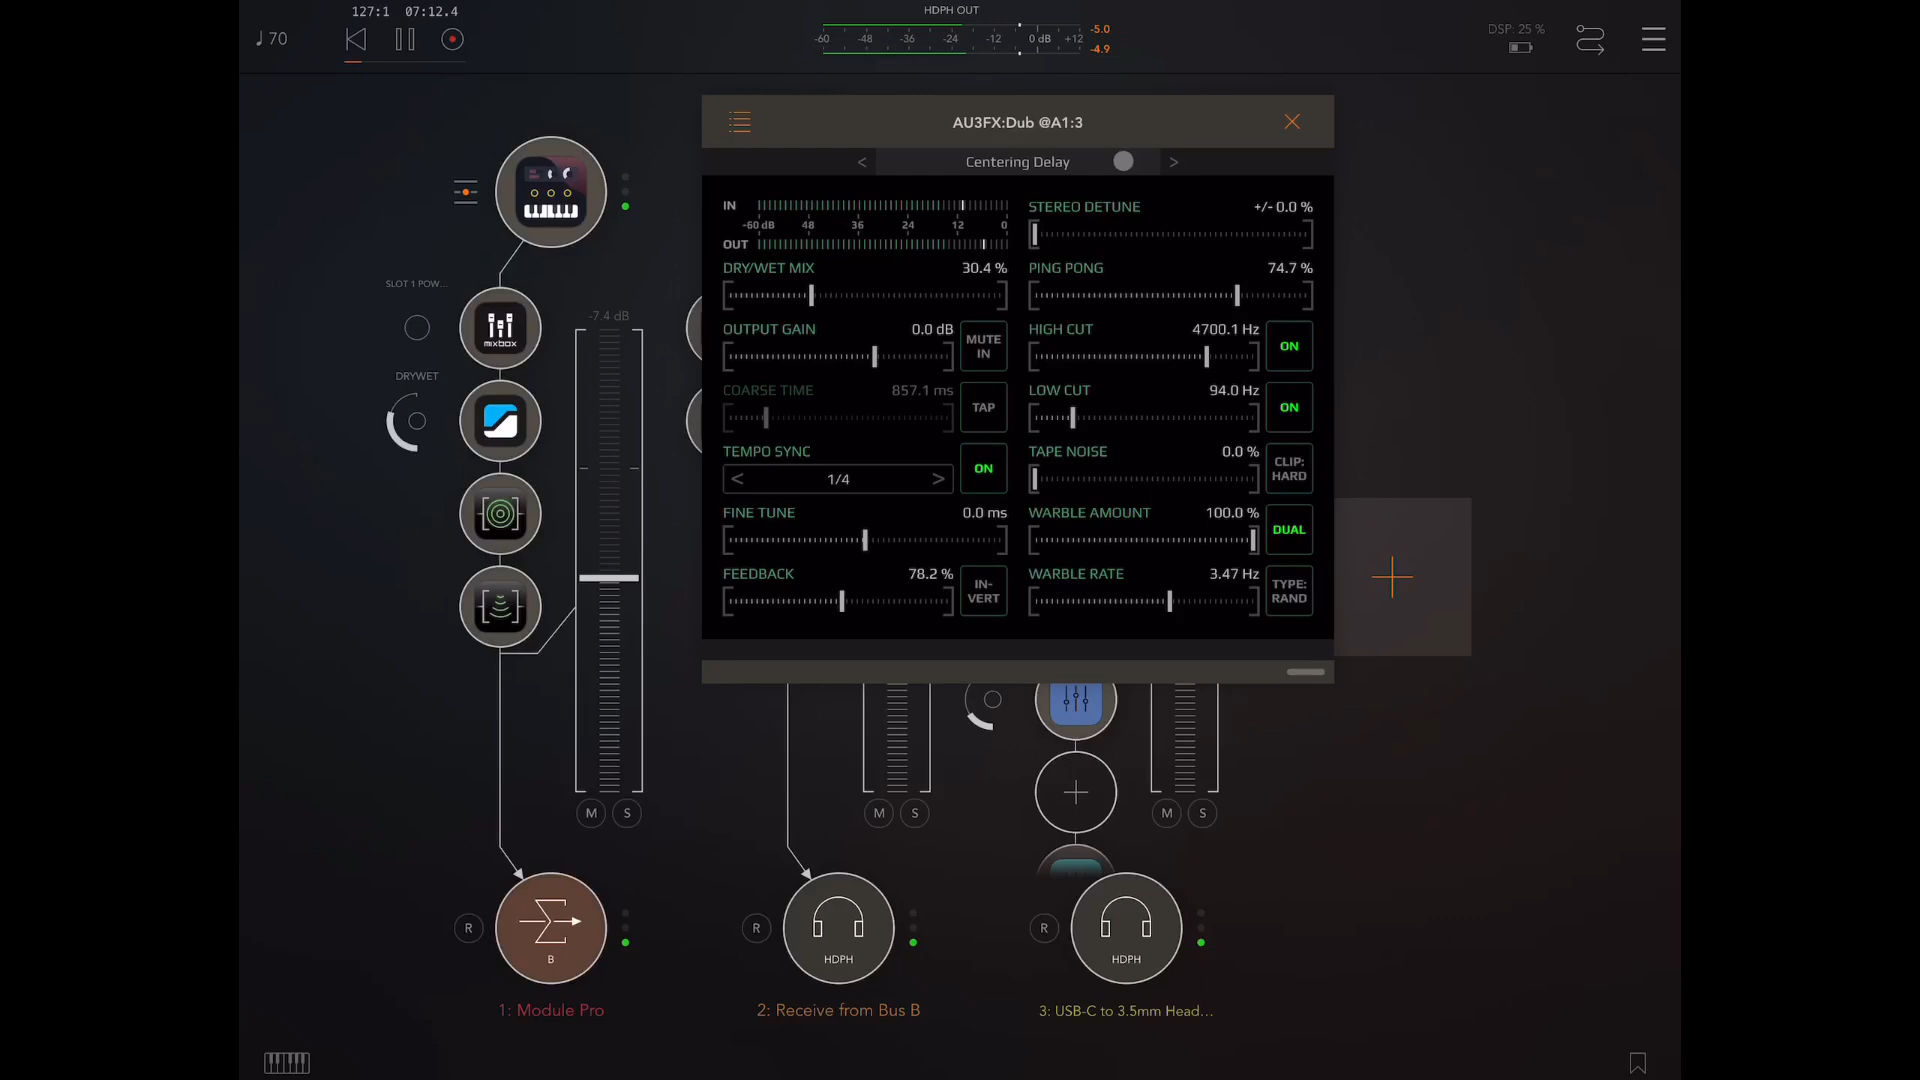 127:1 07:12.4
♩70
HDPH OUT
-60 -48 -36 -24 -12 0 dB +12
-5.0
-4.9
DSP: 25 %
AU3FX:Dub @A1:3
< Centering Delay >
IN
-60 dB 48 36 24 12 0
OUT
DRY/WET MIX 30.4 %
OUTPUT GAIN 0.0 dB
MUTE
IN
COARSE TIME 857.1 ms
TAP
TEMPO SYNC
< 1/4 >
ON
FINE TUNE 0.0 ms
FEEDBACK 78.2 %
IN-
VERT
STEREO DETUNE +/- 0.0 %
PING PONG 74.7 %
HIGH CUT 4700.1 Hz
ON
LOW CUT 94.0 Hz
ON
TAPE NOISE 0.0 %
CLIP:
HARD
WARBLE AMOUNT 100.0 %
DUAL
WARBLE RATE 3.47 Hz
TYPE:
RAND
SLOT 1 POW...
mixbox
-7.4 dB
DRYWET
M S
M S
M S
R
B
R
HDPH
R
HDPH
1: Module Pro
2: Receive from Bus B
3: USB-C to 3.5mm Head...